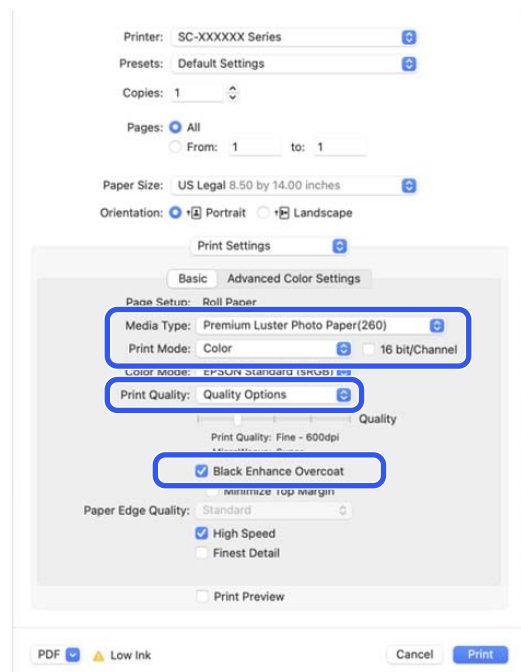 Printer: SC-XXXXXX Series
Presets: Default Settings
Copies: 1
Pages: All
From: 1 to: 1
Paper Size: US Legal 8.50 by 14.00 inches
Orientation: Portrait Landscape
Print Settings
Basic Advanced Color Settings
Page Setup: Roll Paper
Media Type: Premium Luster Photo Paper(260)
Print Mode: Color 16 bit/Channel
Color Mode: EPSON Standard (sRGB)
Print Quality: Quality Options
Quality
Print Quality: Fine - 600dpi
Black Enhance Overcoat
Minimize Top Margin
Paper Edge Quality: Standard
High Speed
Finest Detail
Print Preview
PDF Low Ink Cancel Print